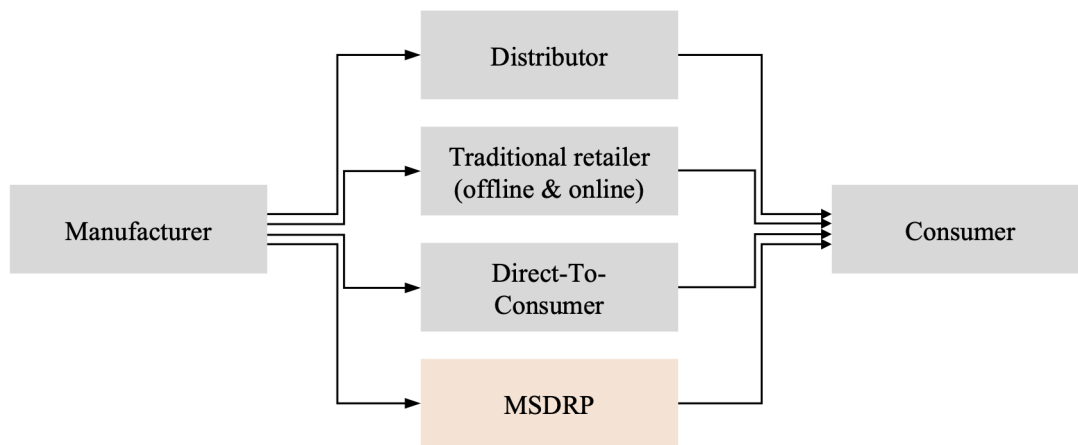 Distributor
Traditional retailer
(offline & online)
Manufacturer
Consumer
Direct-To-
Consumer
MSDRP